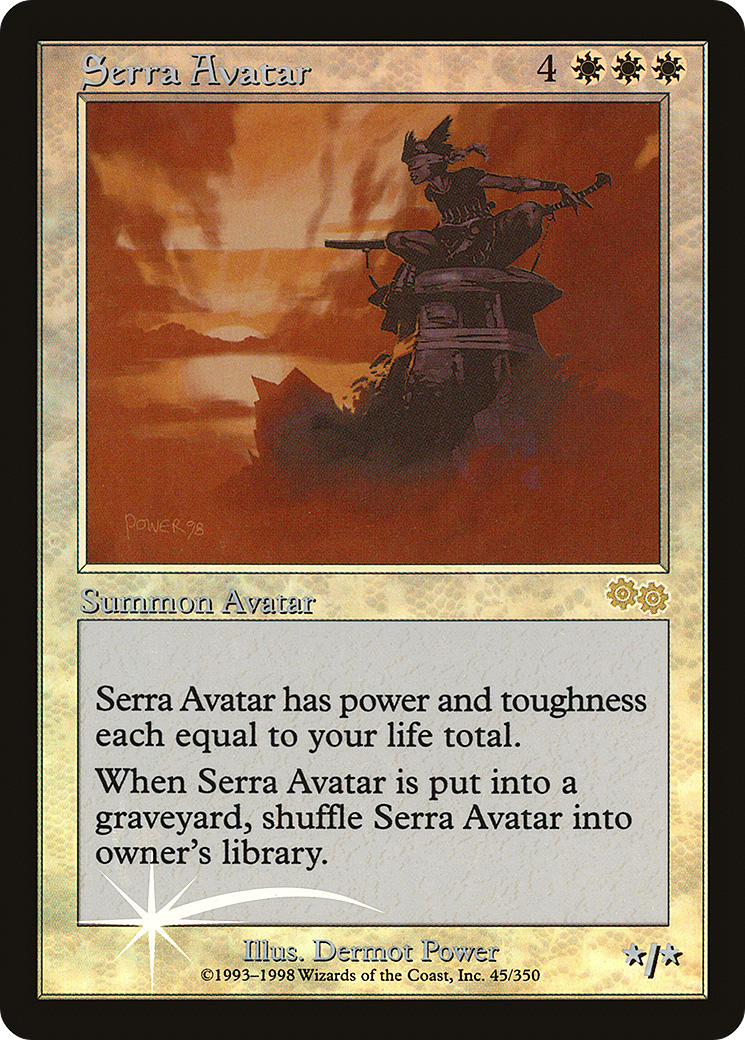 Serra Avatar 4
POWER98
Summon Avatar
Serra Avatar has power and toughness
each equal to your life total.
When Serra Avatar is put into a
graveyard, shuffle Serra Avatar into
owner's library.
Illus. Dermot Power
©1993–1998 Wizards of the Coast, Inc. 45/350
★/★